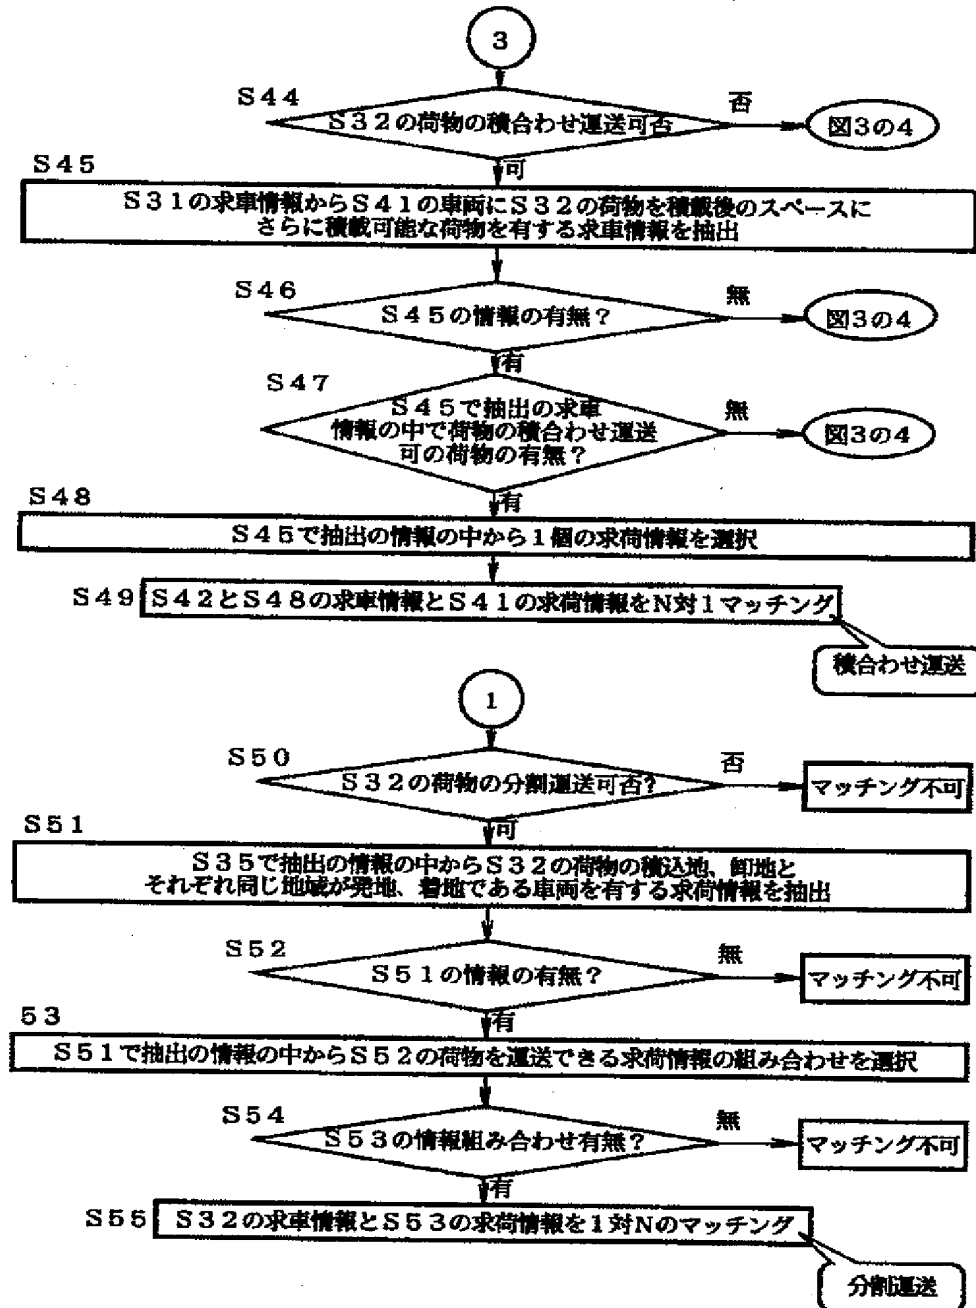 3
S44
S32の荷物の積合わせ運送可否
否
図3の4
可
S45
S31の求車情報からS41の車両にS32の荷物を積載後のスペースに
さらに積載可能な荷物を有する求車情報を抽出
S46
S45の情報の有無?
無
図3の4
有
S47
S45で抽出の求車
情報の中で荷物の積合わせ運送
可の荷物の有無?
無
図3の4
有
S48
S45で抽出の情報の中から1個の求荷情報を選択
S49
S42とS48の求車情報とS41の求荷情報をN対1マッチング
積合わせ運送
1
S50
S32の荷物の分割運送可否?
否
マッチング不可
可
S51
S35で抽出の情報の中からS32の荷物の積込地、卸地と
それぞれ同じ地域が発地、着地である車両を有する求荷情報を抽出
S52
S51の情報の有無?
無
マッチング不可
有
53
S51で抽出の情報の中からS52の荷物を運送できる求荷情報の組み合わせを選択
S54
S53の情報組み合わせ有無?
無
マッチング不可
有
S55
S32の求車情報とS53の求荷情報を1対Nのマッチング
分割運送